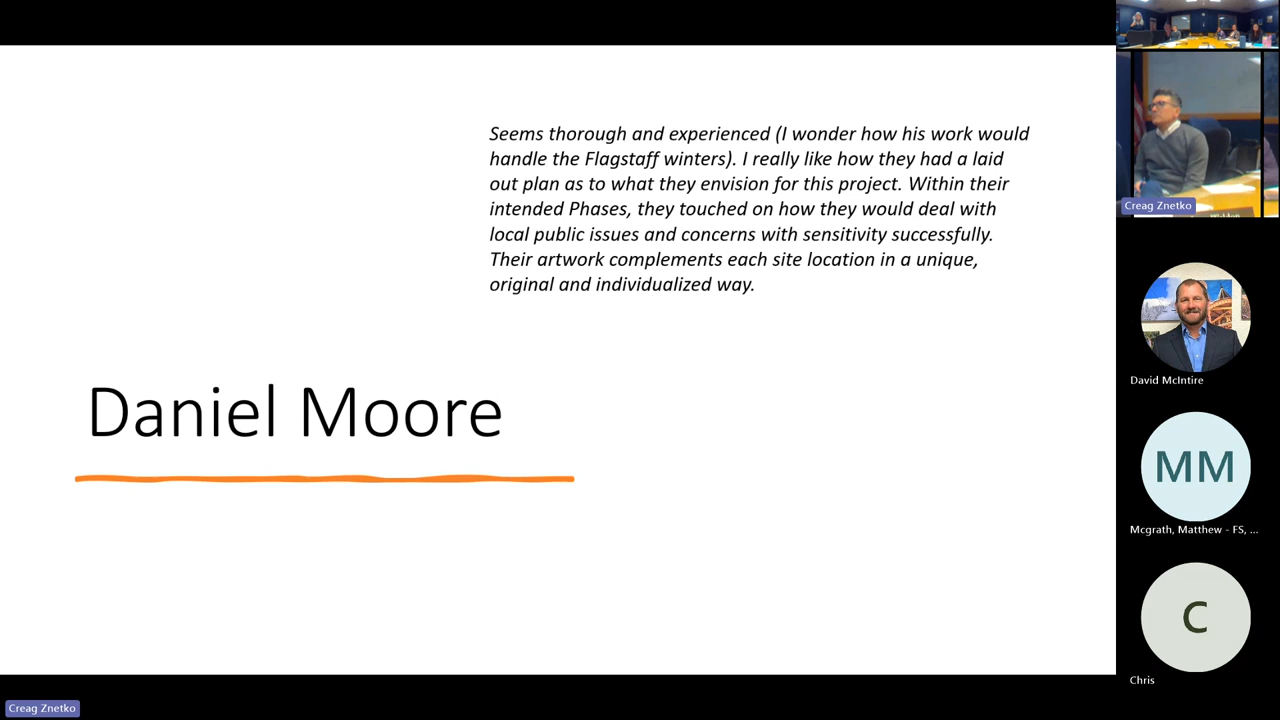 Seems thorough and experienced (I wonder how his work would
handle the Flagstaff winters). I really like how they had a laid
out plan as to what they envision for this project. Within their
intended Phases, they touched on how they would deal with
local public issues and concerns with sensitivity successfully.
Their artwork complements each site location in a unique,
original and individualized way.
Daniel Moore
Creag Znetko
David McIntire
MM
Mcgrath, Matthew - FS, ...
C
Chris
Creag Znetko